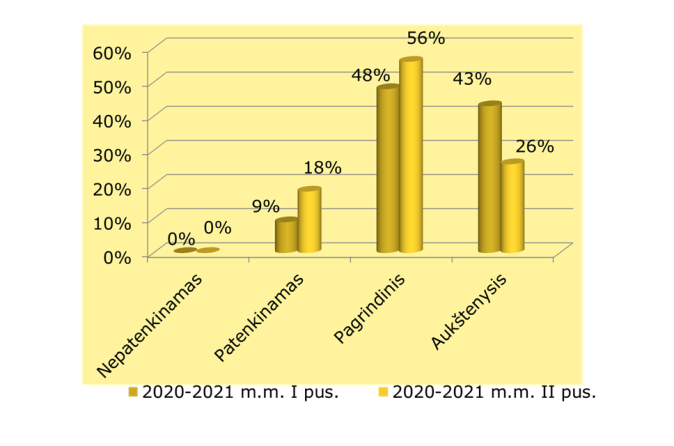 60%
50%
40%
30%
20%
10%
0%
0%
0%
9%
18%
48%
56%
43%
26%
Nepatenkinamas
Patenkinamas
Pagrindinis
Aukštenysis
2020-2021 m.m. I pus.
2020-2021 m.m. II pus.